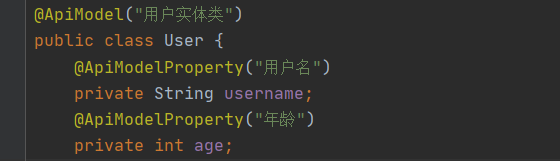 @ApiModel("用户实体类")
public class User {
@ApiModelProperty("用户名")
private String username;
@ApiModelProperty("年龄")
private int age;